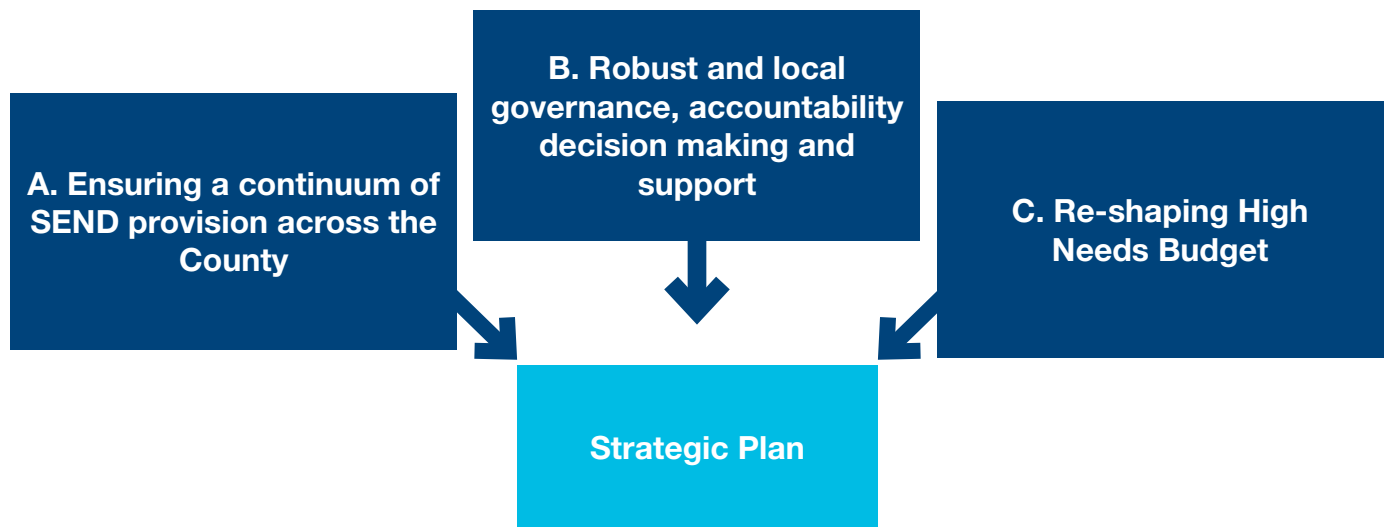 A. Ensuring a continuum of
SEND provision across the
County
B. Robust and local
governance, accountability
decision making and
support
C. Re-shaping High
Needs Budget
Strategic Plan